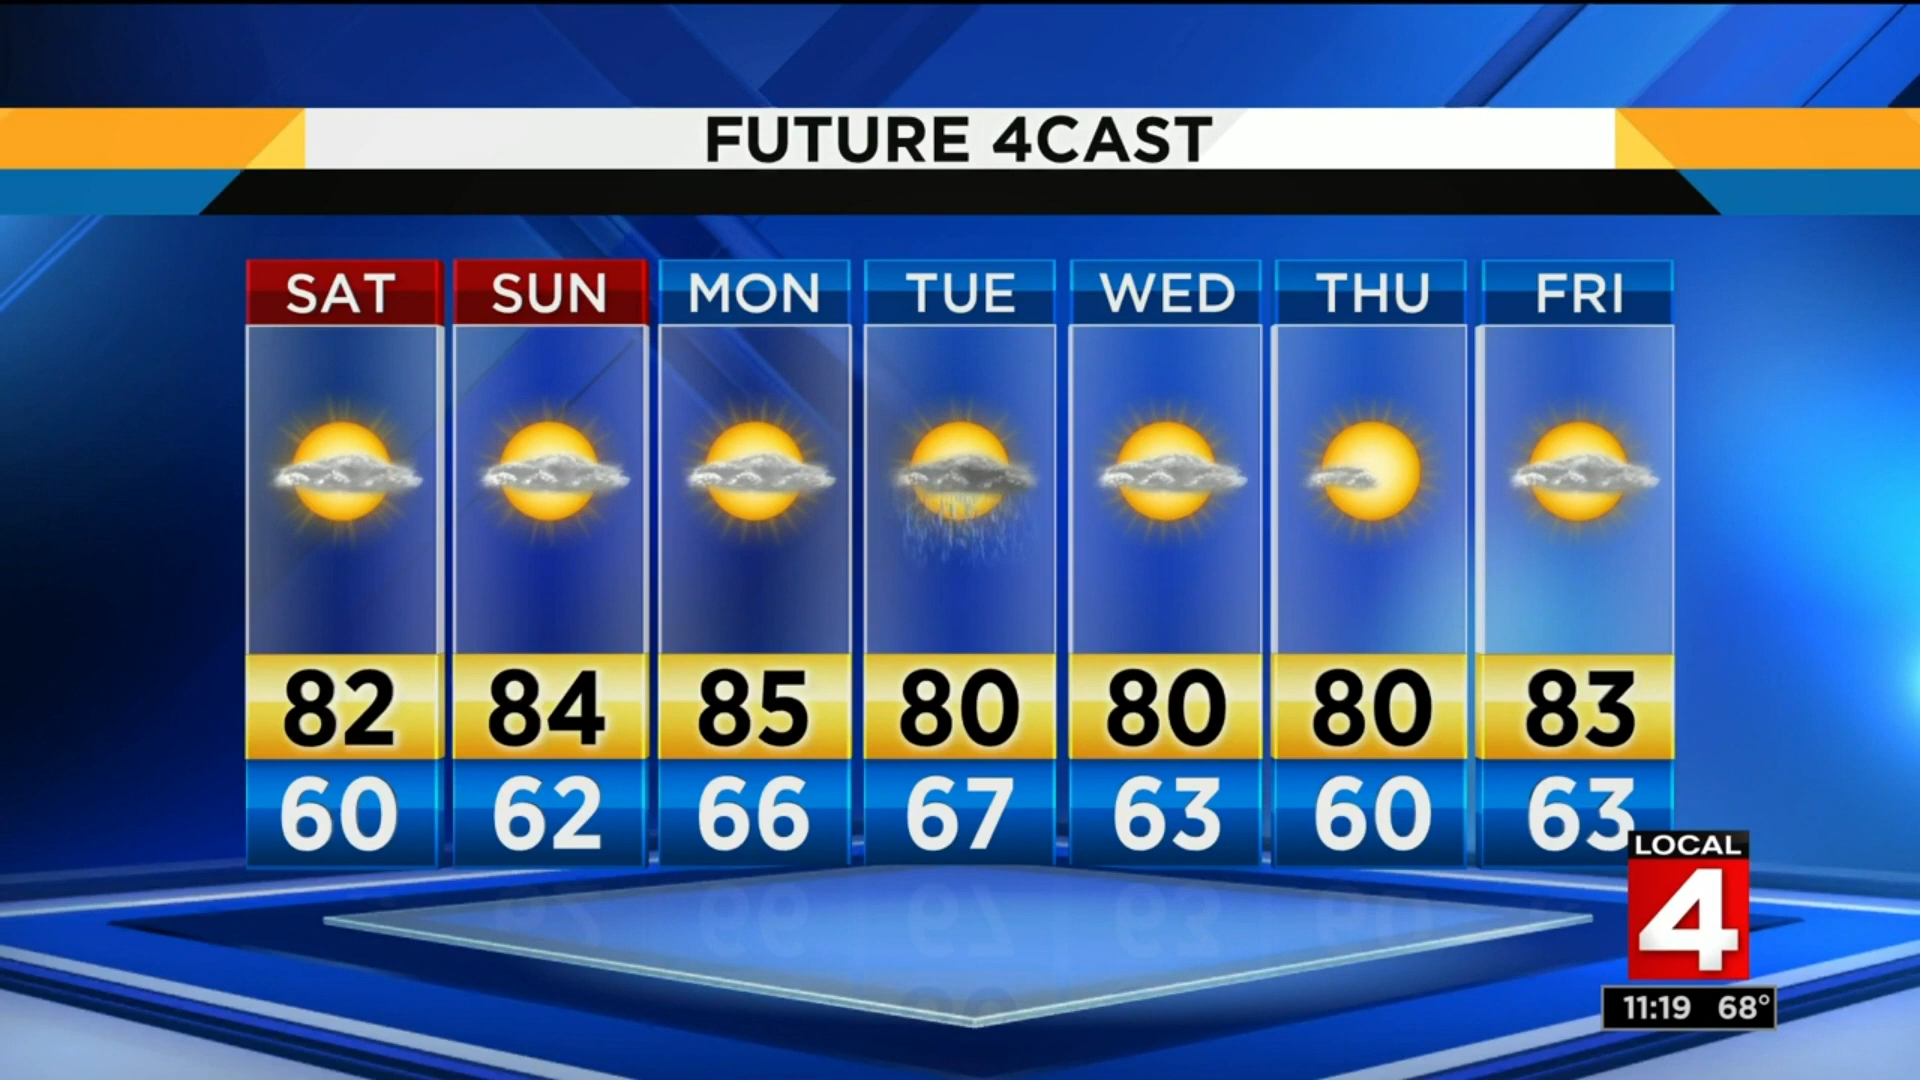 FUTURE 4CAST
SAT SUN MON TUE WED THU FRI
82 84 85 80 80 80 83
60 62 66 67 63 60 63
LOCAL
4
11:19 68°